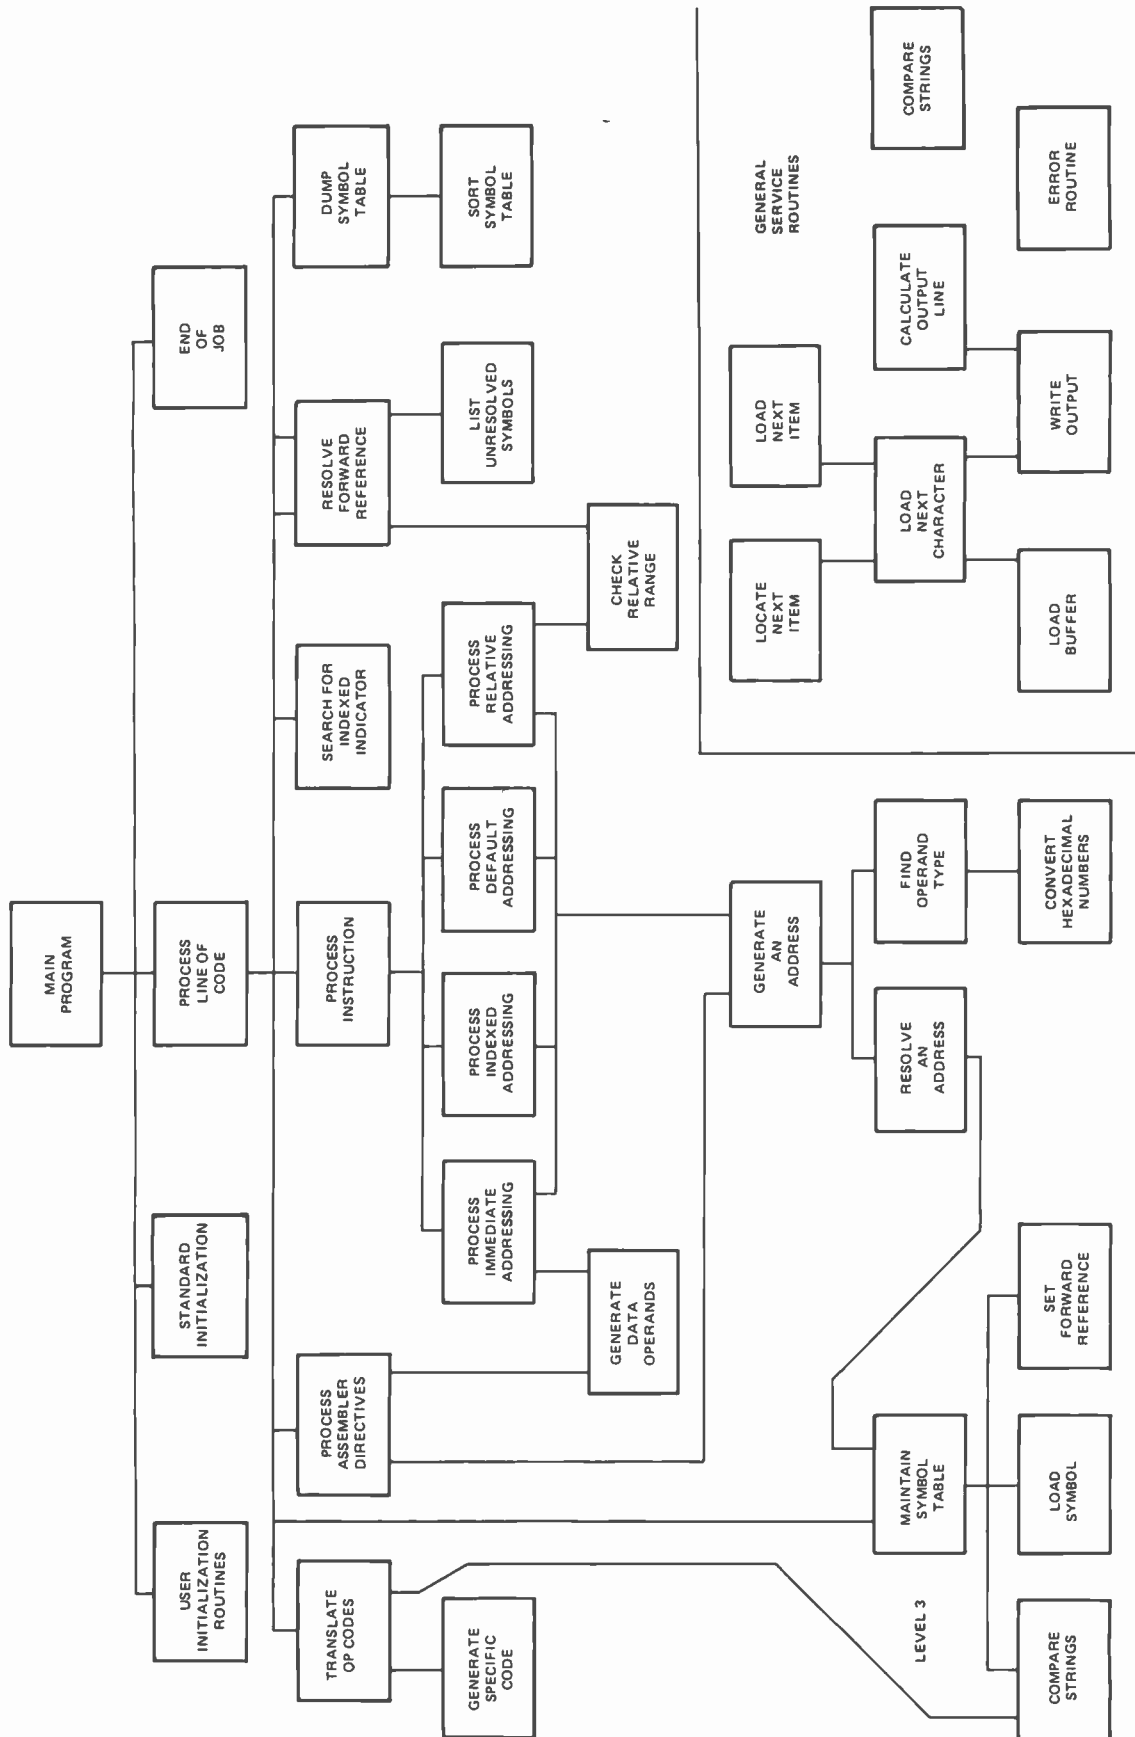 MAIN
PROGRAM
USER
INITIALIZATION
ROUTINES
STANDARD
INITIALIZATION
PROCESS
LINE OF
CODE
END
OF
JOB
TRANSLATE
OP CODES
PROCESS
ASSEMBLER
DIRECTIVES
PROCESS
INSTRUCTION
SEARCH FOR
INDEXED
INDICATOR
RESOLVE
FORWARD
REFERENCE
DUMP
SYMBOL
TABLE
GENERATE
SPECIFIC
CODE
PROCESS
IMMEDIATE
ADDRESSING
PROCESS
INDEXED
ADDRESSING
PROCESS
DEFAULT
ADDRESSING
PROCESS
RELATIVE
ADDRESSING
LIST
UNRESOLVED
SYMBOLS
SORT
SYMBOL
TABLE
GENERATE
DATA
OPERANDS
CHECK
RELATIVE
RANGE
GENERATE
AN
ADDRESS
LOCATE
NEXT
ITEM
LOAD
NEXT
ITEM
GENERAL
SERVICE
ROUTINES
LEVEL 3
MAINTAIN
SYMBOL
TABLE
RESOLVE
AN
ADDRESS
FIND
OPERAND
TYPE
LOAD
NEXT
CHARACTER
CALCULATE
OUTPUT
LINE
COMPARE
STRINGS
COMPARE
STRINGS
LOAD
SYMBOL
SET
FORWARD
REFERENCE
CONVERT
HEXADECIMAL
NUMBERS
LOAD
BUFFER
WRITE
OUTPUT
ERROR
ROUTINE